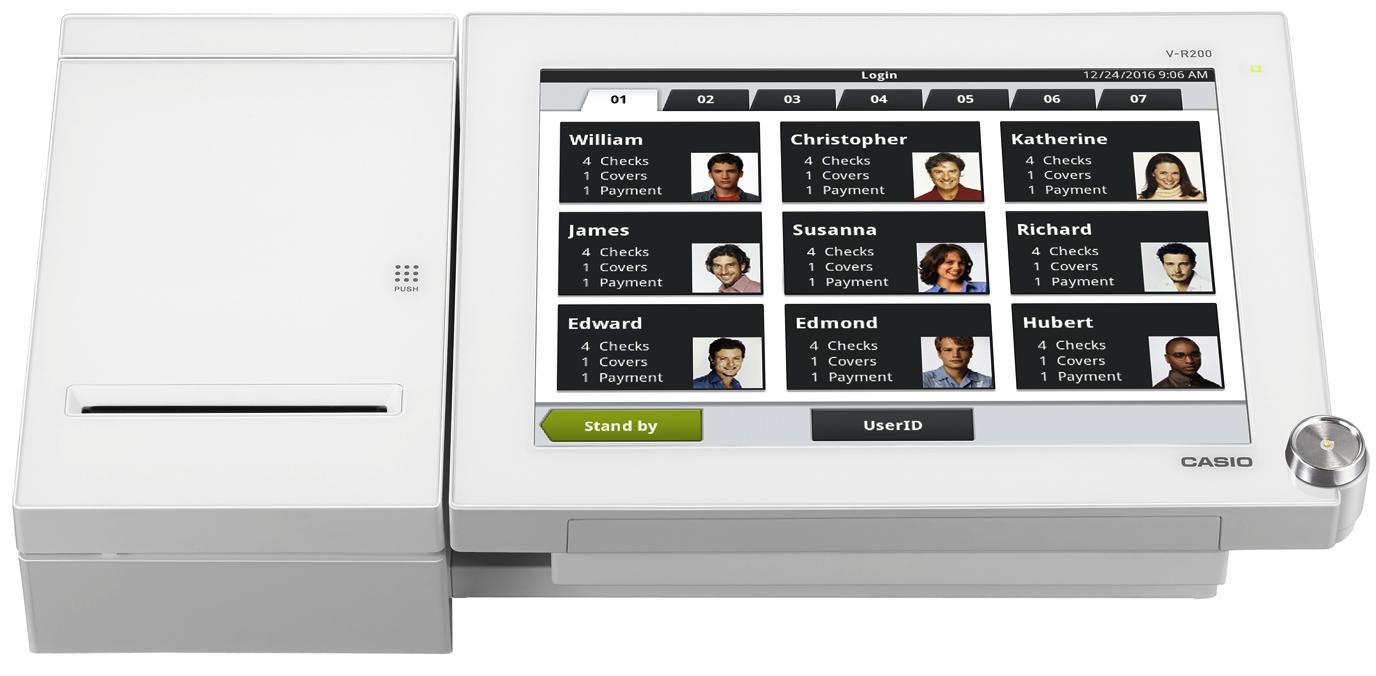 V-R200
Login 12/24/2016 9:06 AM
01 02 03 04 05 06 07
William
4 Checks
1 Covers
1 Payment
Christopher
4 Checks
1 Covers
1 Payment
Katherine
4 Checks
1 Covers
1 Payment
James
4 Checks
1 Covers
1 Payment
Susanna
4 Checks
1 Covers
1 Payment
Richard
4 Checks
1 Covers
1 Payment
Edward
4 Checks
1 Covers
1 Payment
Edmond
4 Checks
1 Covers
1 Payment
Hubert
4 Checks
1 Covers
1 Payment
Stand by
UserID
CASIO
PUSH